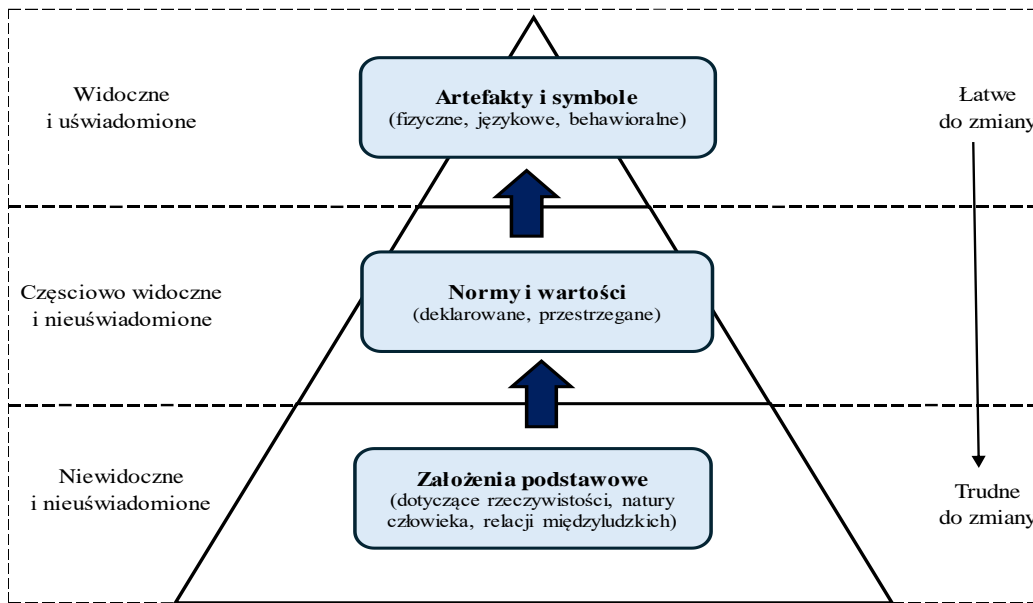 Widoczne
i uświadomione
Artefakty i symbole
(fizyczne, językowe, behawioralne)
Łatwe
do zmiany
Częsciowo widoczne
i nieuświadomione
Normy i wartości
(deklarowane, przestrzegane)
Niewidoczne
i nieuświadomione
Założenia podstawowe
(dotyczące rzeczywistości, natury
człowieka, relacji międzyludzkich)
Trudne
do zmiany